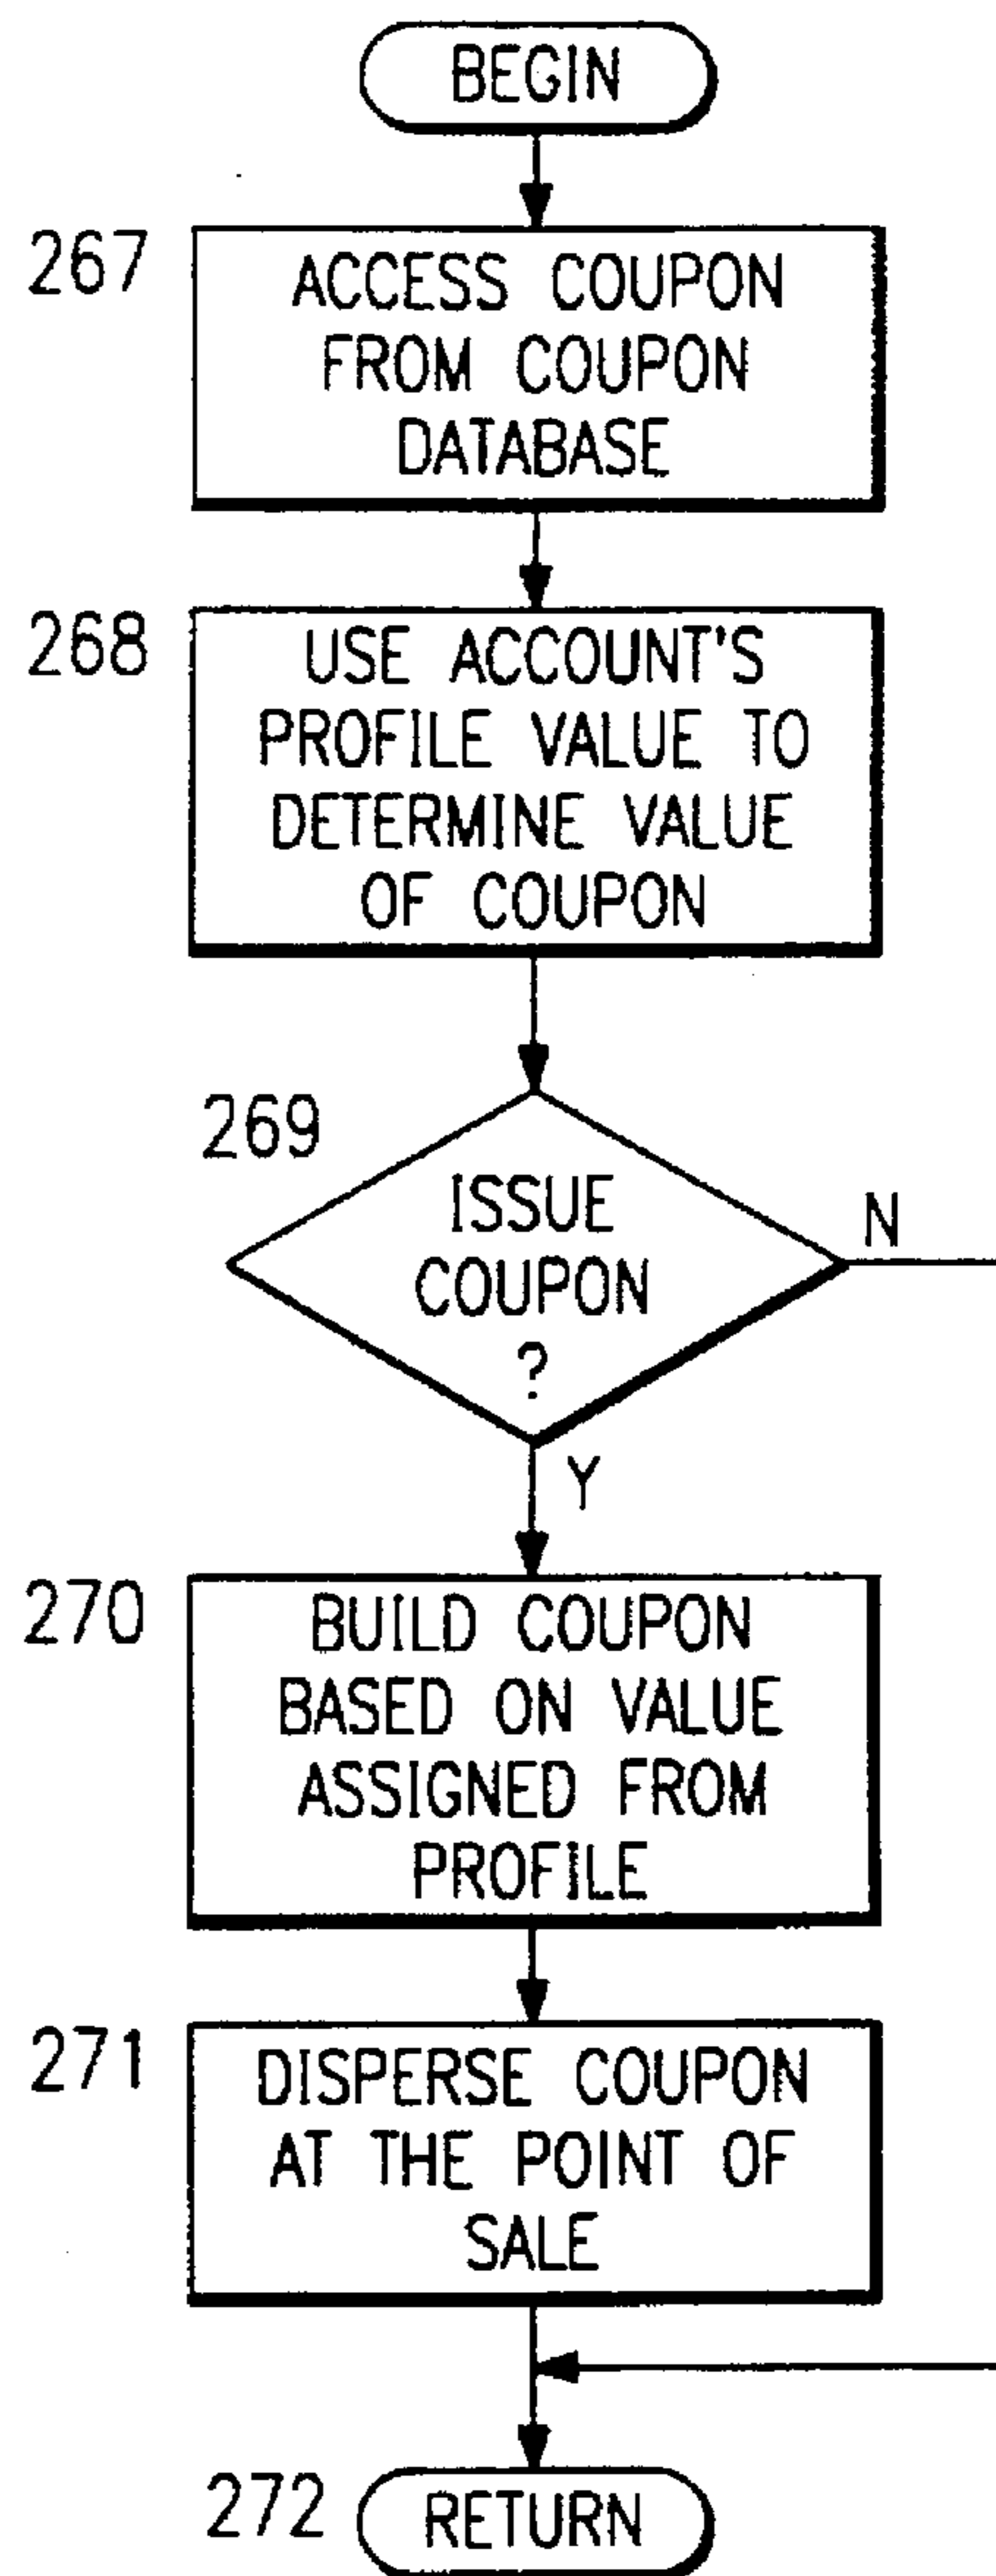 BEGIN
267
ACCESS COUPON
FROM COUPON
DATABASE
268
USE ACCOUNT'S
PROFILE VALUE TO
DETERMINE VALUE
OF COUPON
269
ISSUE
COUPON
?
N
Y
270
BUILD COUPON
BASED ON VALUE
ASSIGNED FROM
PROFILE
271
DISPERSE COUPON
AT THE POINT OF
SALE
272
RETURN